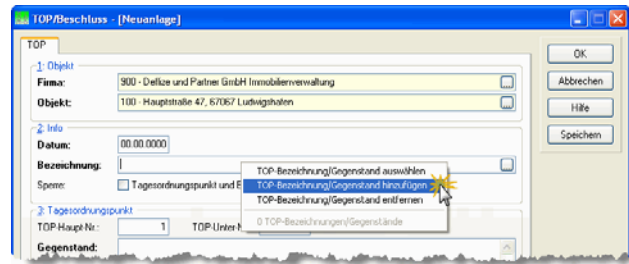 TOP/Beschluss - [Neuanlage]
TOP
OK
1: Objekt
Firma: 900 - Deflize und Partner GmbH Immobilienverwaltung
Abbrechen
Objekt: 100 - Hauptstraße 47, 67067 Ludwigshafen
Hilfe
2: Info
Speichern
Datum: 00.00.0000
Bezeichnung:
TOP-Bezeichnung/Gegenstand auswählen
Sperre: Tagesordnungspunkt und B
TOP-Bezeichnung/Gegenstand hinzufügen
TOP-Bezeichnung/Gegenstand entfernen
3: Tagesordnungspunkt
TOP-Haupt-Nr.: 1 TOP-Unter-N
0 TOP-Bezeichnungen/Gegenstände
Gegenstand: